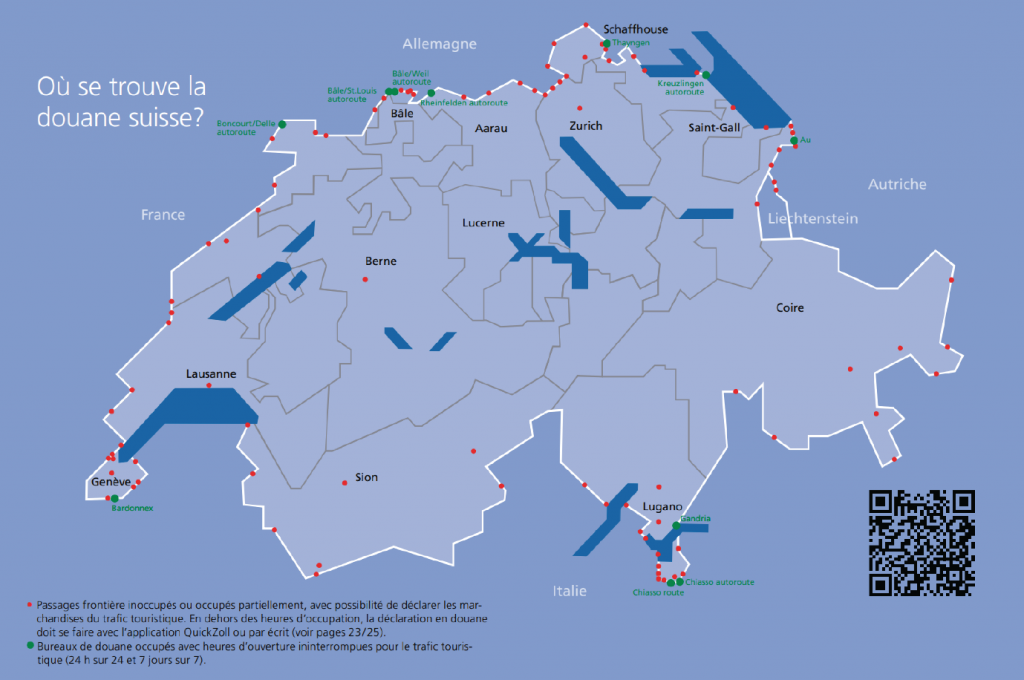 Schaffhouse
Thayngen
Allemagne
Où se trouve la
douane suisse?
Bâle/Weil
autoroute
Bâle/St.Louis
autoroute
Rheinfelden autoroute
Kreuzlingen
autoroute
Bâle
Boncourt/Delle
autoroute
Aarau
Zurich
Saint-Gall
Au
Autriche
France
Liechtenstein
Lucerne
Berne
Coire
Lausanne
Sion
Genève
Bardonnex
Lugano
Gandria
Chiasso autoroute
Chiasso route
Italie
Passages frontière inoccupés ou occupés partiellement, avec possibilité de déclarer les mar-
chandises du trafic touristique. En dehors des heures d’occupation, la déclaration en douane
doit se faire avec l’application QuickZoll ou par écrit (voir pages 23/25).
Bureaux de douane occupés avec heures d’ouverture ininterrompues pour le trafic touris-
tique (24 h sur 24 et 7 jours sur 7).